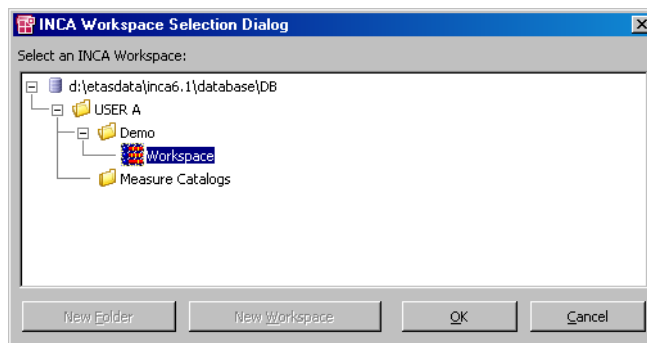 INCA Workspace Selection Dialog
Select an INCA Workspace:
d:\etasdata\inca6.1\database\DB
USER A
Demo
Workspace
Measure Catalogs
New Folder New Workspace OK Cancel